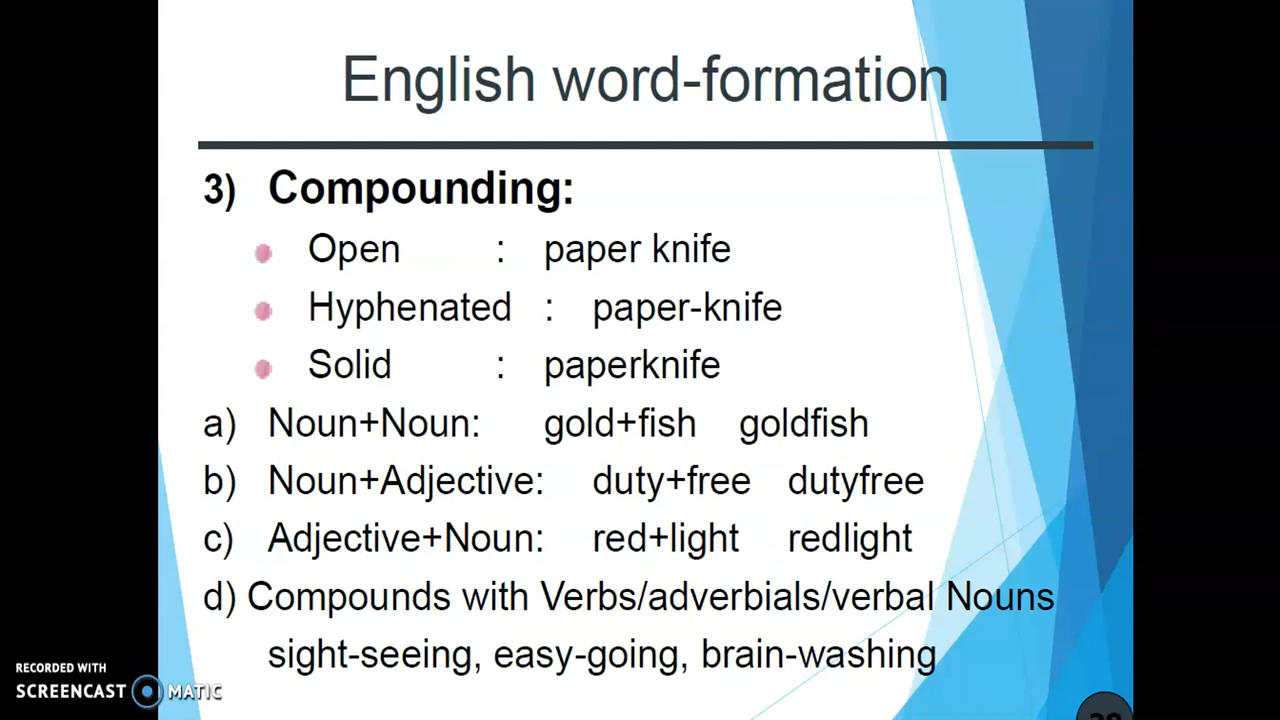 English word-formation
3) Compounding:
Open : paper knife
Hyphenated : paper-knife
Solid : paperknife
a) Noun+Noun: gold+fish goldfish
b) Noun+Adjective: duty+free dutyfree
c) Adjective+Noun: red+light redlight
d) Compounds with Verbs/adverbials/verbal Nouns
sight-seeing, easy-going, brain-washing
RECORDED WITH
SCREENCAST MATIC